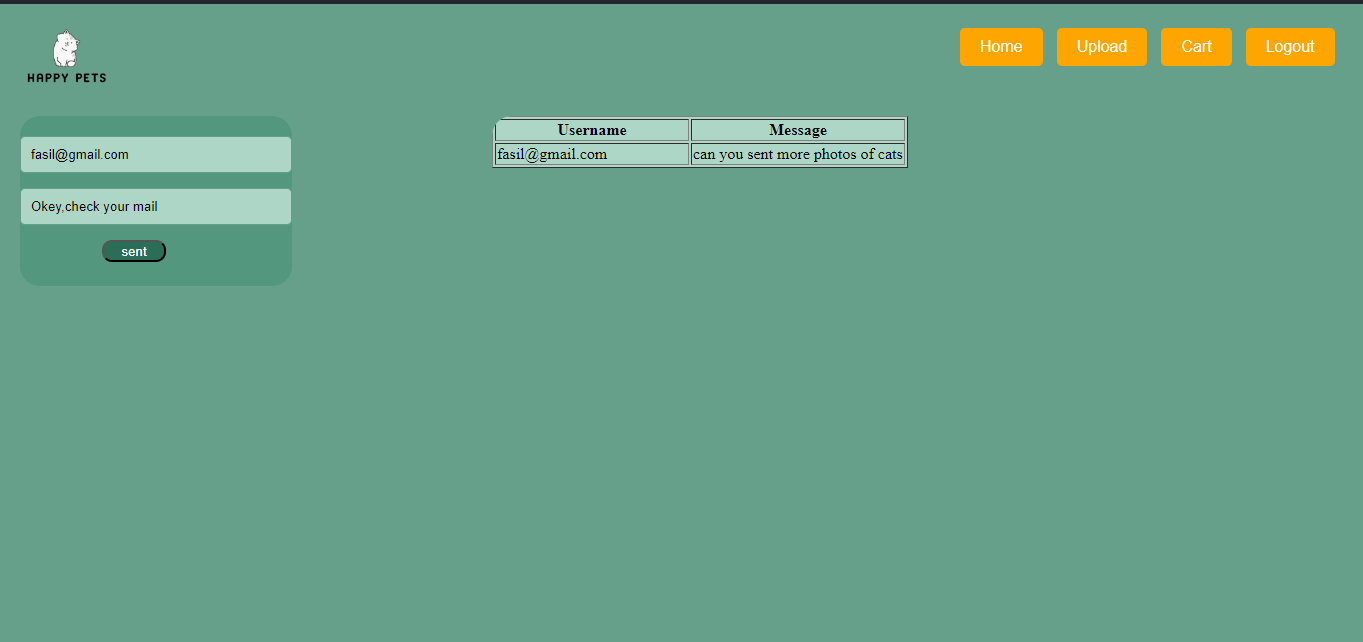 HAPPY PETS
Home Upload Cart Logout
fasil@gmail.com
Okey,check your mail
sent
Username Message
fasil@gmail.com can you sent more photos of cats